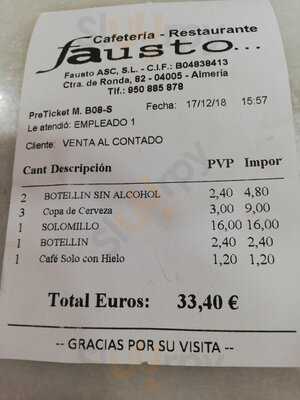 Cafetería - Restaurante
fausto...
Fausto ASC, S.L. - C.I.F.: B04838413
Ctra. de Ronda, 82 - 04005 - Almería
Tlf.: 950 885 878
PreTicket M. B08-S Fecha: 17/12/18 15:57
Le atendió: EMPLEADO 1
Cliente: VENTA AL CONTADO
Cant Descripción PVP Impor
2 BOTELLIN SIN ALCOHOL 2,40 4,80
3 Copa de Cerveza 3,00 9,00
1 SOLOMILLO 16,00 16,00
1 BOTELLIN 2,40 2,40
1 Café Solo con Hielo 1,20 1,20
Total Euros: 33,40 €
-- GRACIAS POR SU VISITA --